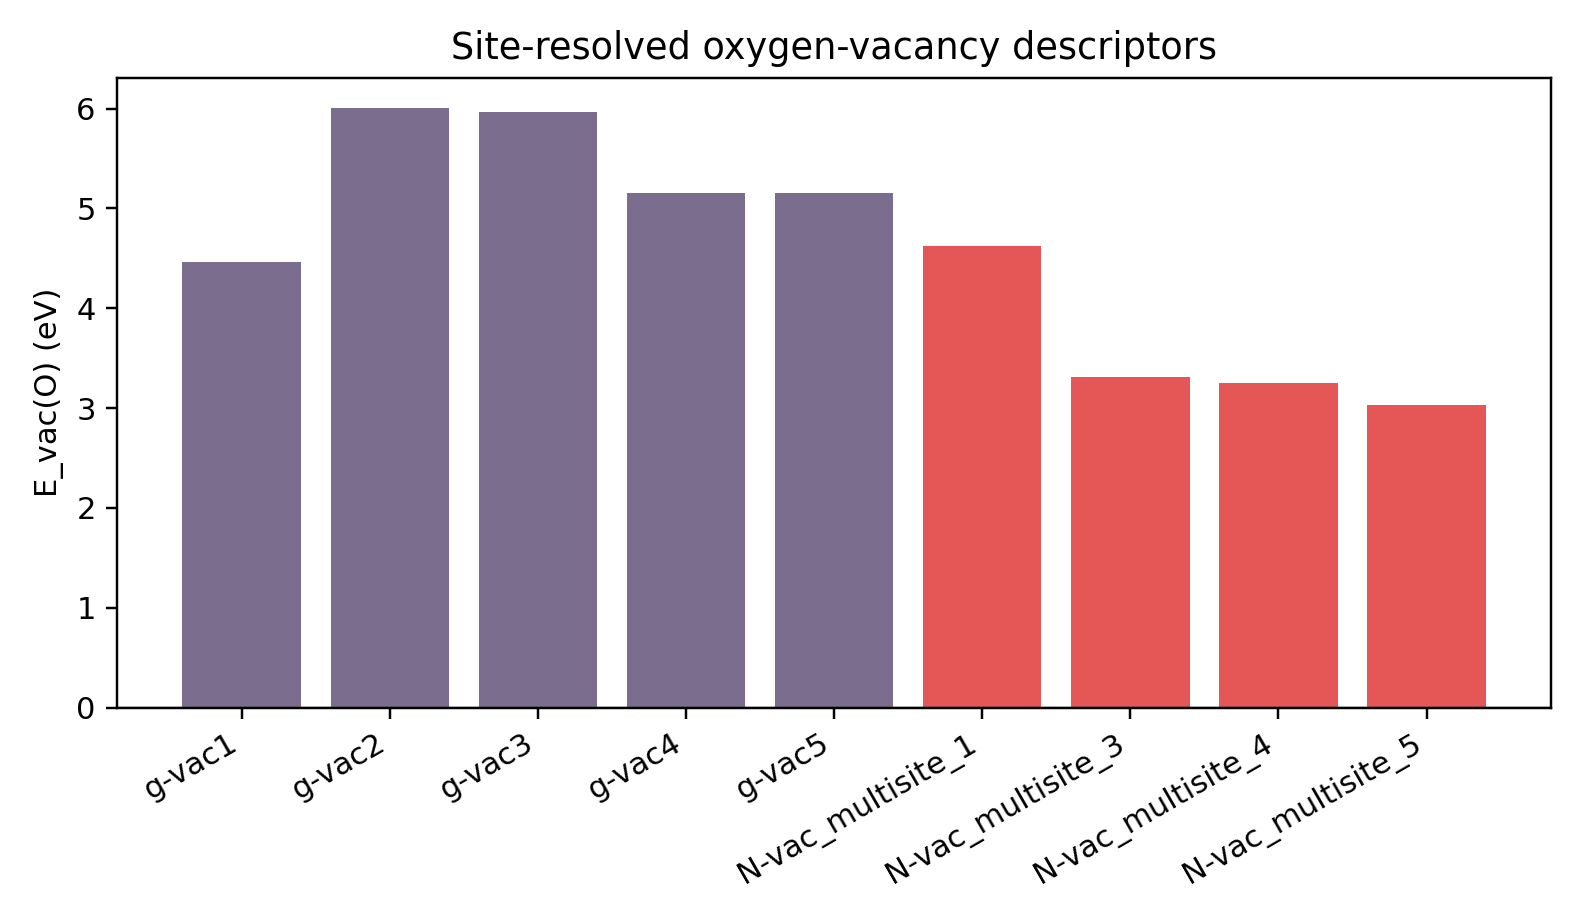 Site-resolved oxygen-vacancy descriptors
E_vac(O) (eV)
6
5
4
3
2
1
0
g-vac1
g-vac2
g-vac3
g-vac4
g-vac5
N-vac_multisite_1
N-vac_multisite_3
N-vac_multisite_4
N-vac_multisite_5